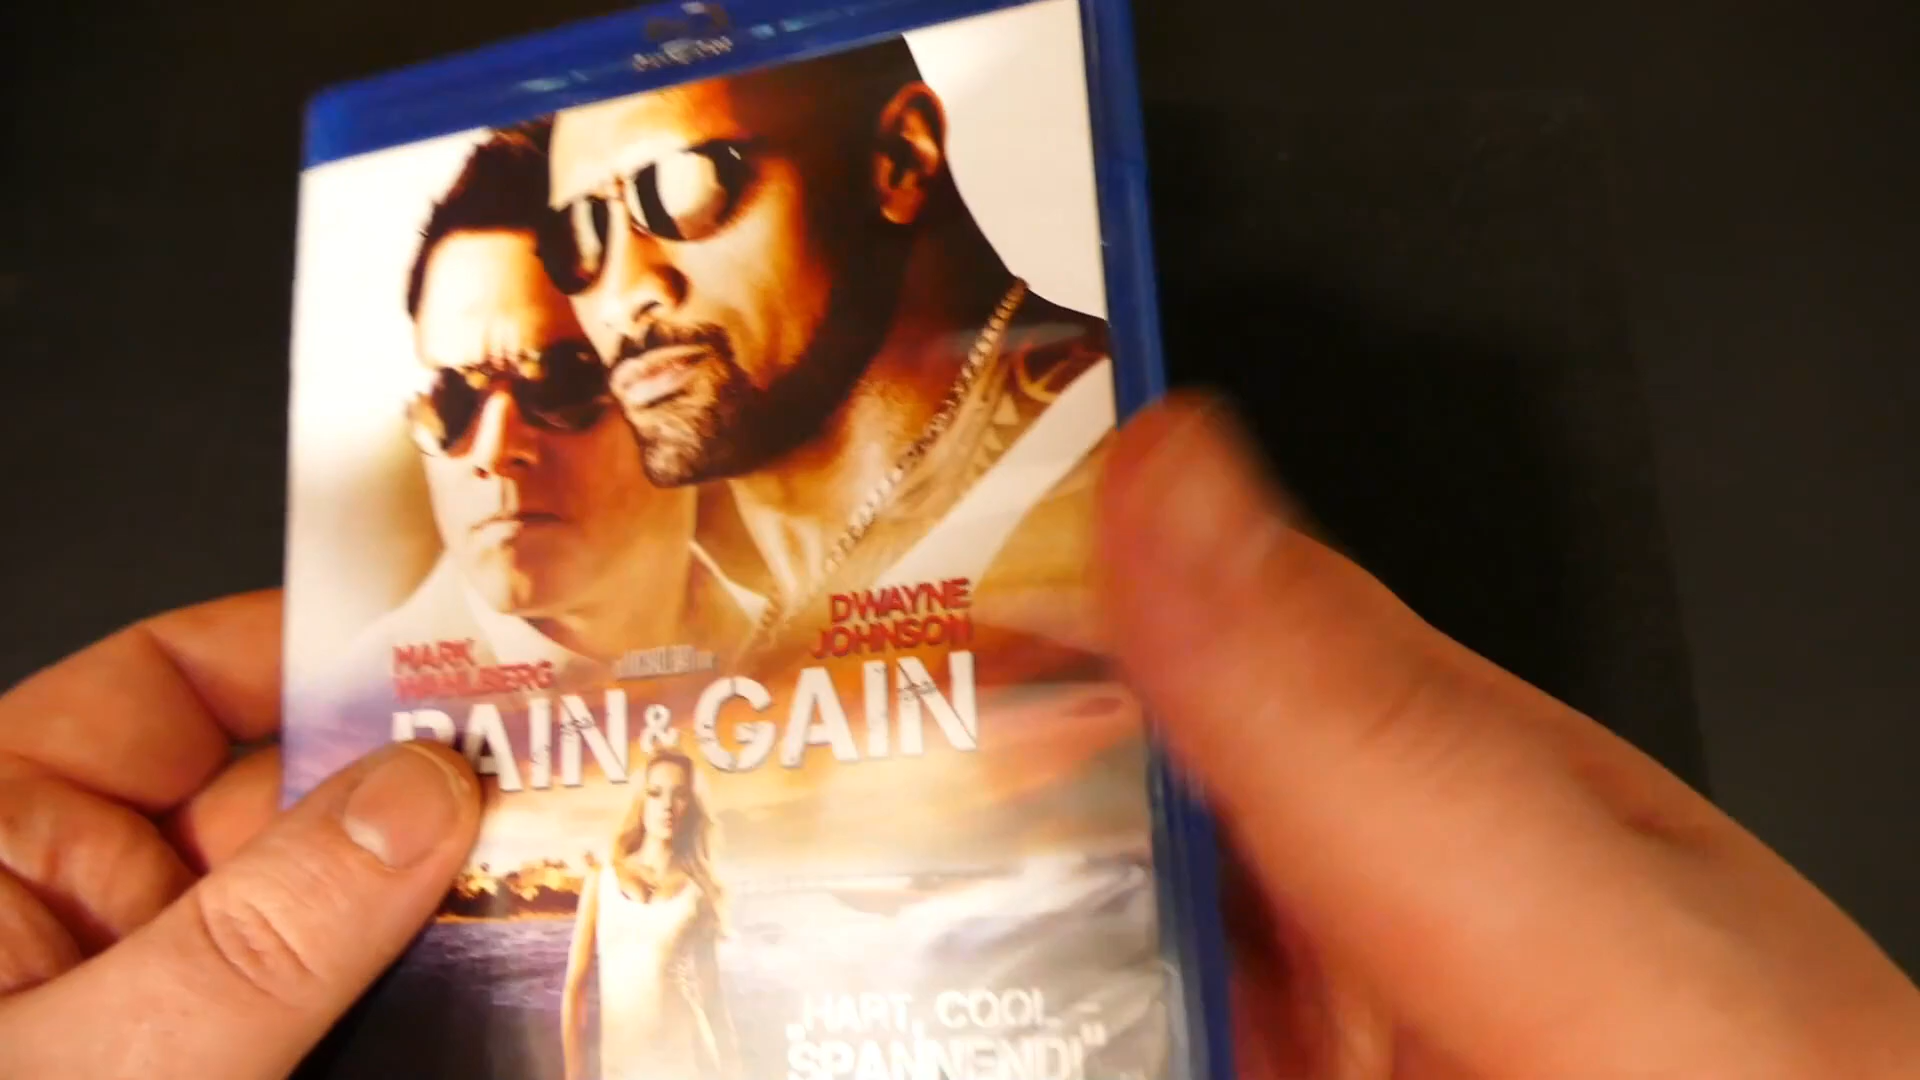 MARK
WAHLBERG
DWAYNE
JOHNSON
PAIN & GAIN
„HART, COOL –
SPANNEND!“